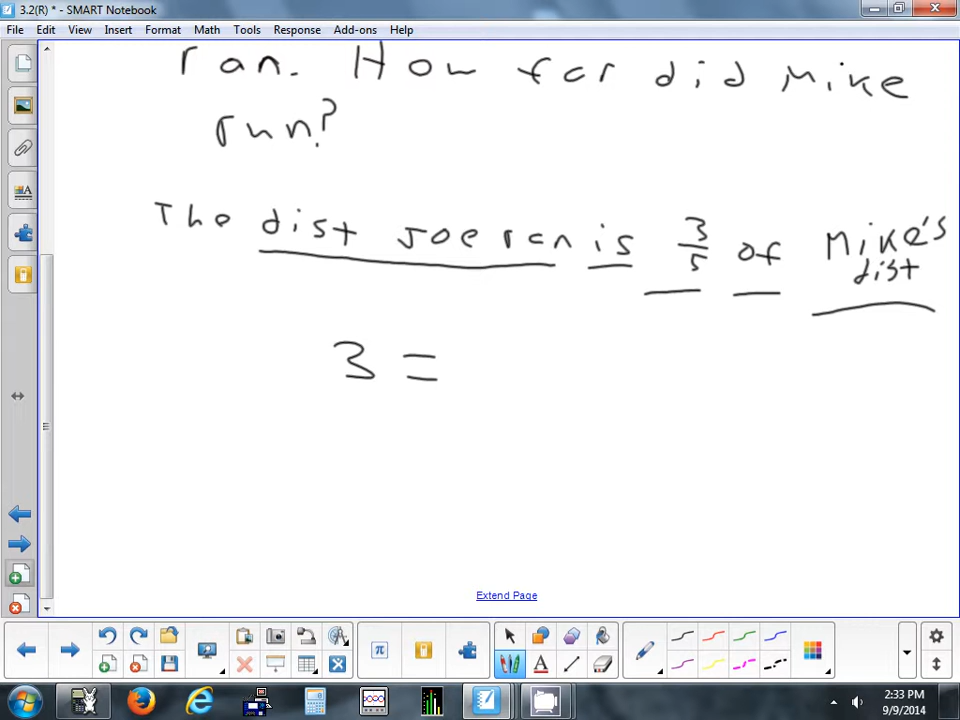 3.2(R) * - SMART Notebook
File Edit View Insert Format Math Tools Response Add-ons Help
ran. How far did Mike
run?
The dist Joe ran is 3/5 of Mike's
dist
3 =
Extend Page
2:33 PM
9/9/2014